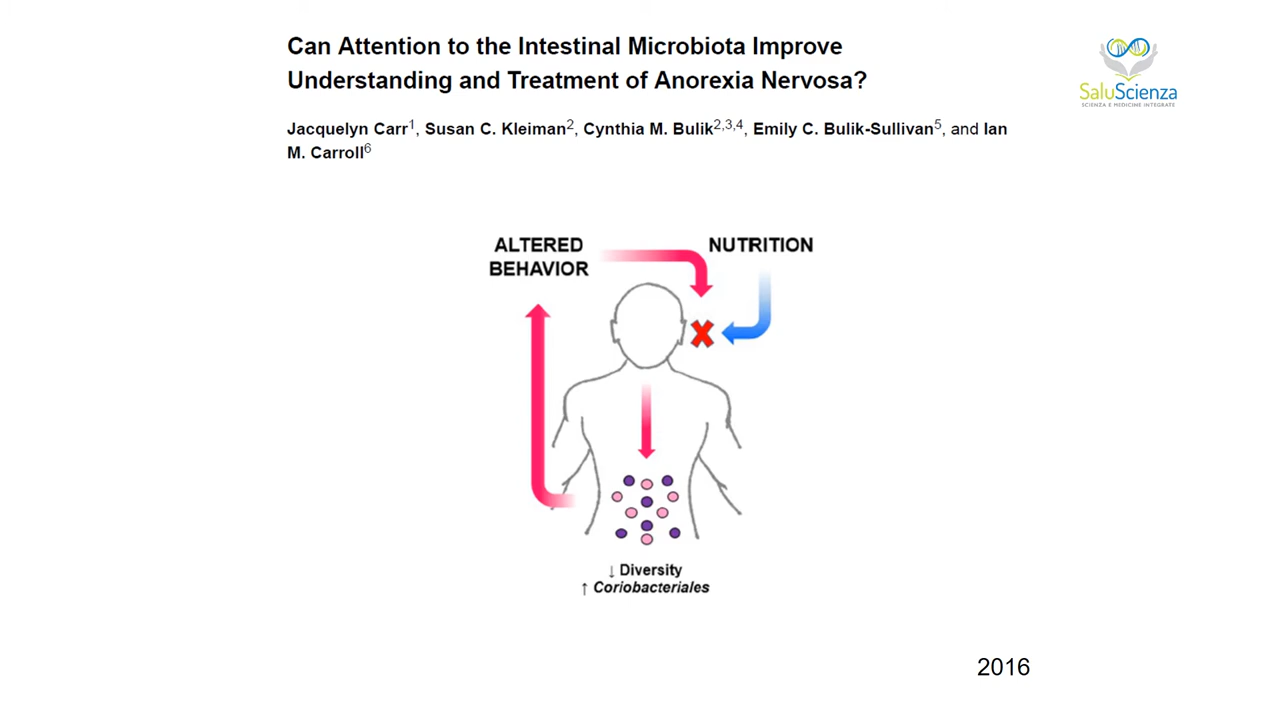 Can Attention to the Intestinal Microbiota Improve
Understanding and Treatment of Anorexia Nervosa?
SaluScienza
SCIENZA E MEDICINE INTEGRATE
Jacquelyn Carr1, Susan C. Kleiman2, Cynthia M. Bulik2,3,4, Emily C. Bulik-Sullivan5, and Ian
M. Carroll6
ALTERED
BEHAVIOR
NUTRITION
↓ Diversity
↑ Coriobacteriales
2016